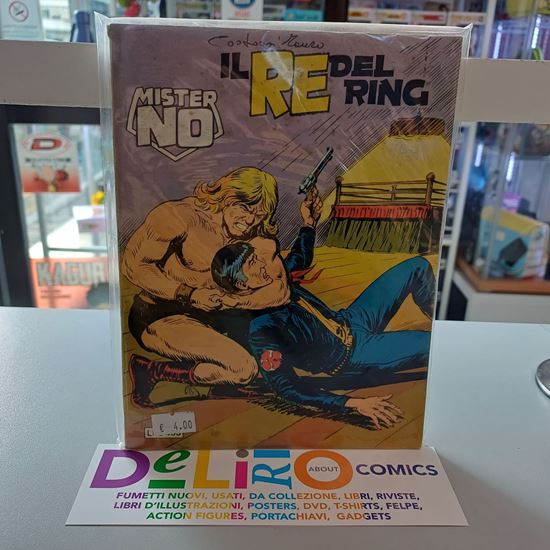 IL RE DEL
RING
MISTER
NO
KAGUR
€ 4.00
DeLiRiO ABOUT COMICS
FUMETTI NUOVI, USATI, DA COLLEZIONE, LIBRI, RIVISTE,
LIBRI D'ILLUSTRAZIONI, POSTERS, DVD, T-SHIRTS, FELPE,
ACTION FIGURES, PORTACHIAVI, GADGETS